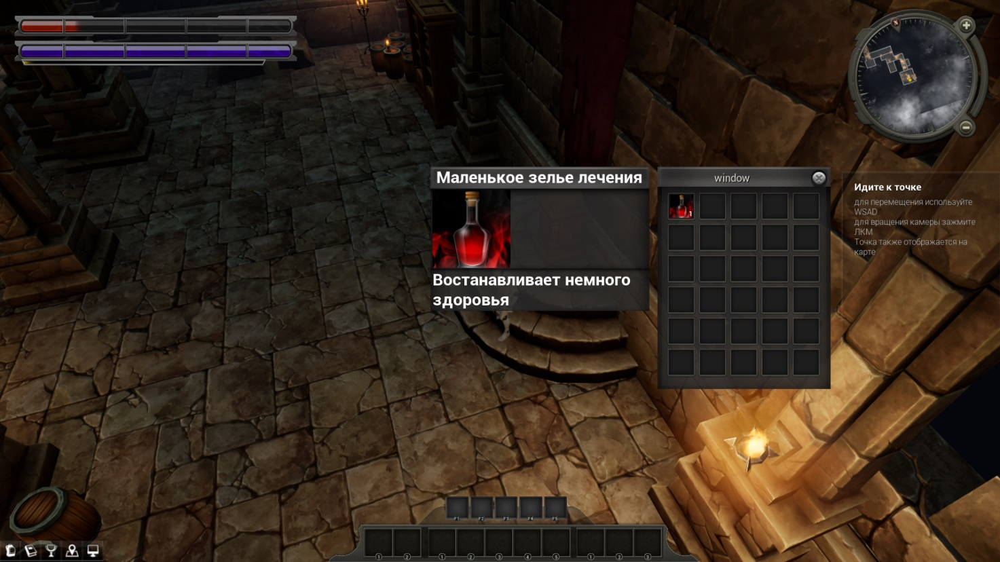 Маленькое зелье лечения
window
Идите к точке
для перемещения используйте
WSAD
для вращения камеры зажмите
ЛКМ
Точка также отображается на
карте
1
Востанавливает немного
здоровья
F1 F2 F3 F4 F5
1 2 1 2 3 4 5 1 2 3